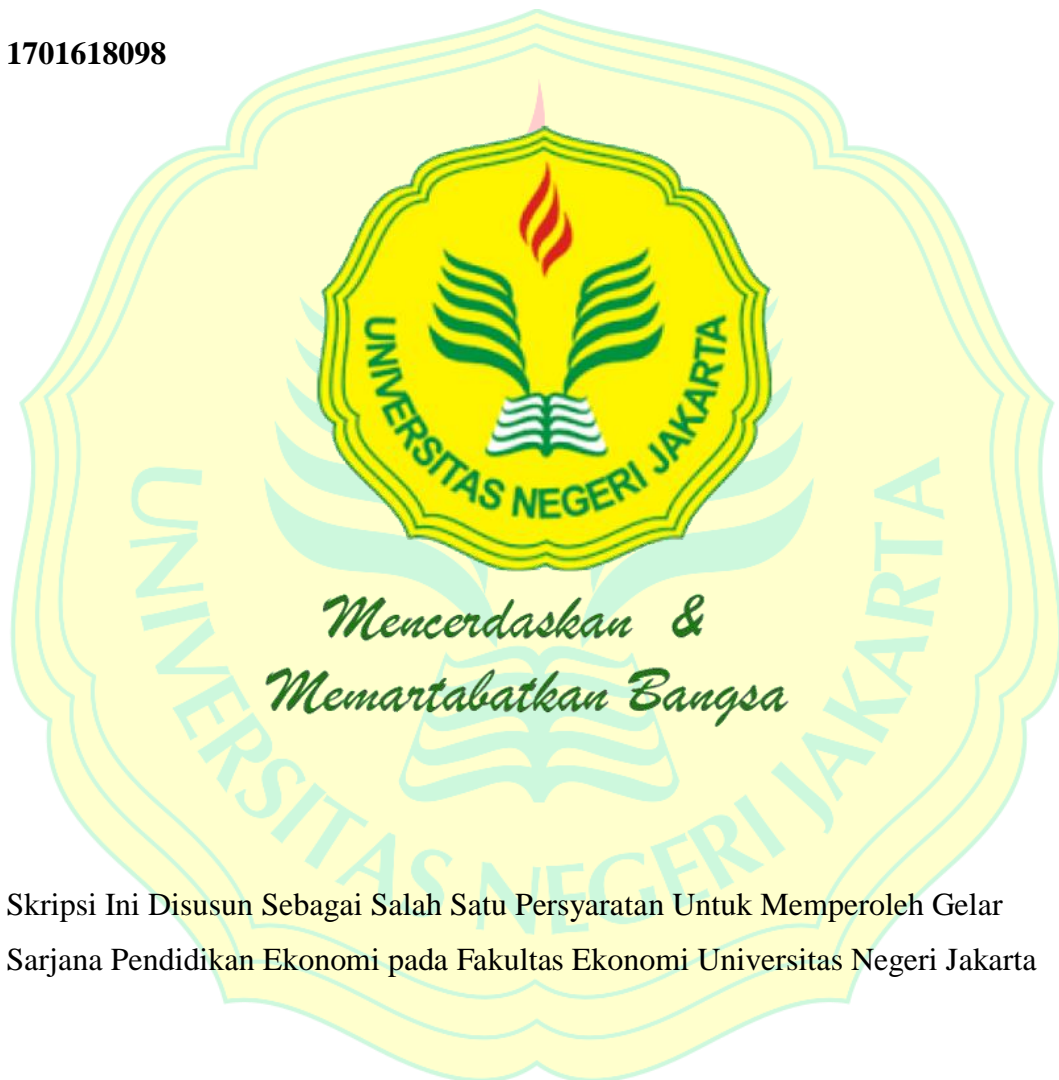 1701618098
UNIVERSITAS NEGERI JAKARTA
Mencerdaskan &
Memartabatkan Bangsa
UNIVERSITAS NEGERI JAKARTA
Skripsi Ini Disusun Sebagai Salah Satu Persyaratan Untuk Memperoleh Gelar
Sarjana Pendidikan Ekonomi pada Fakultas Ekonomi Universitas Negeri Jakarta